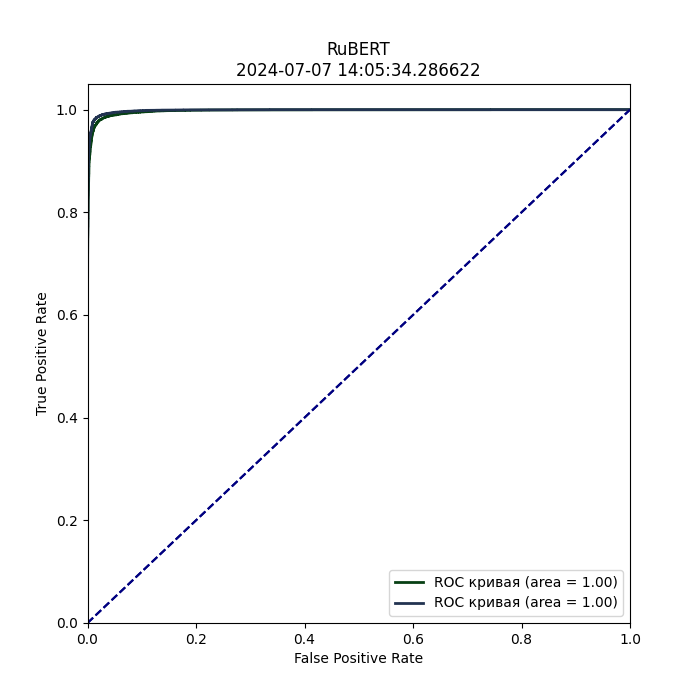 RuBERT
2024-07-07 14:05:34.286622
True Positive Rate
1.0
0.8
0.6
0.4
0.2
0.0
0.0 0.2 0.4 0.6 0.8 1.0
False Positive Rate
ROC кривая (area = 1.00)
ROC кривая (area = 1.00)